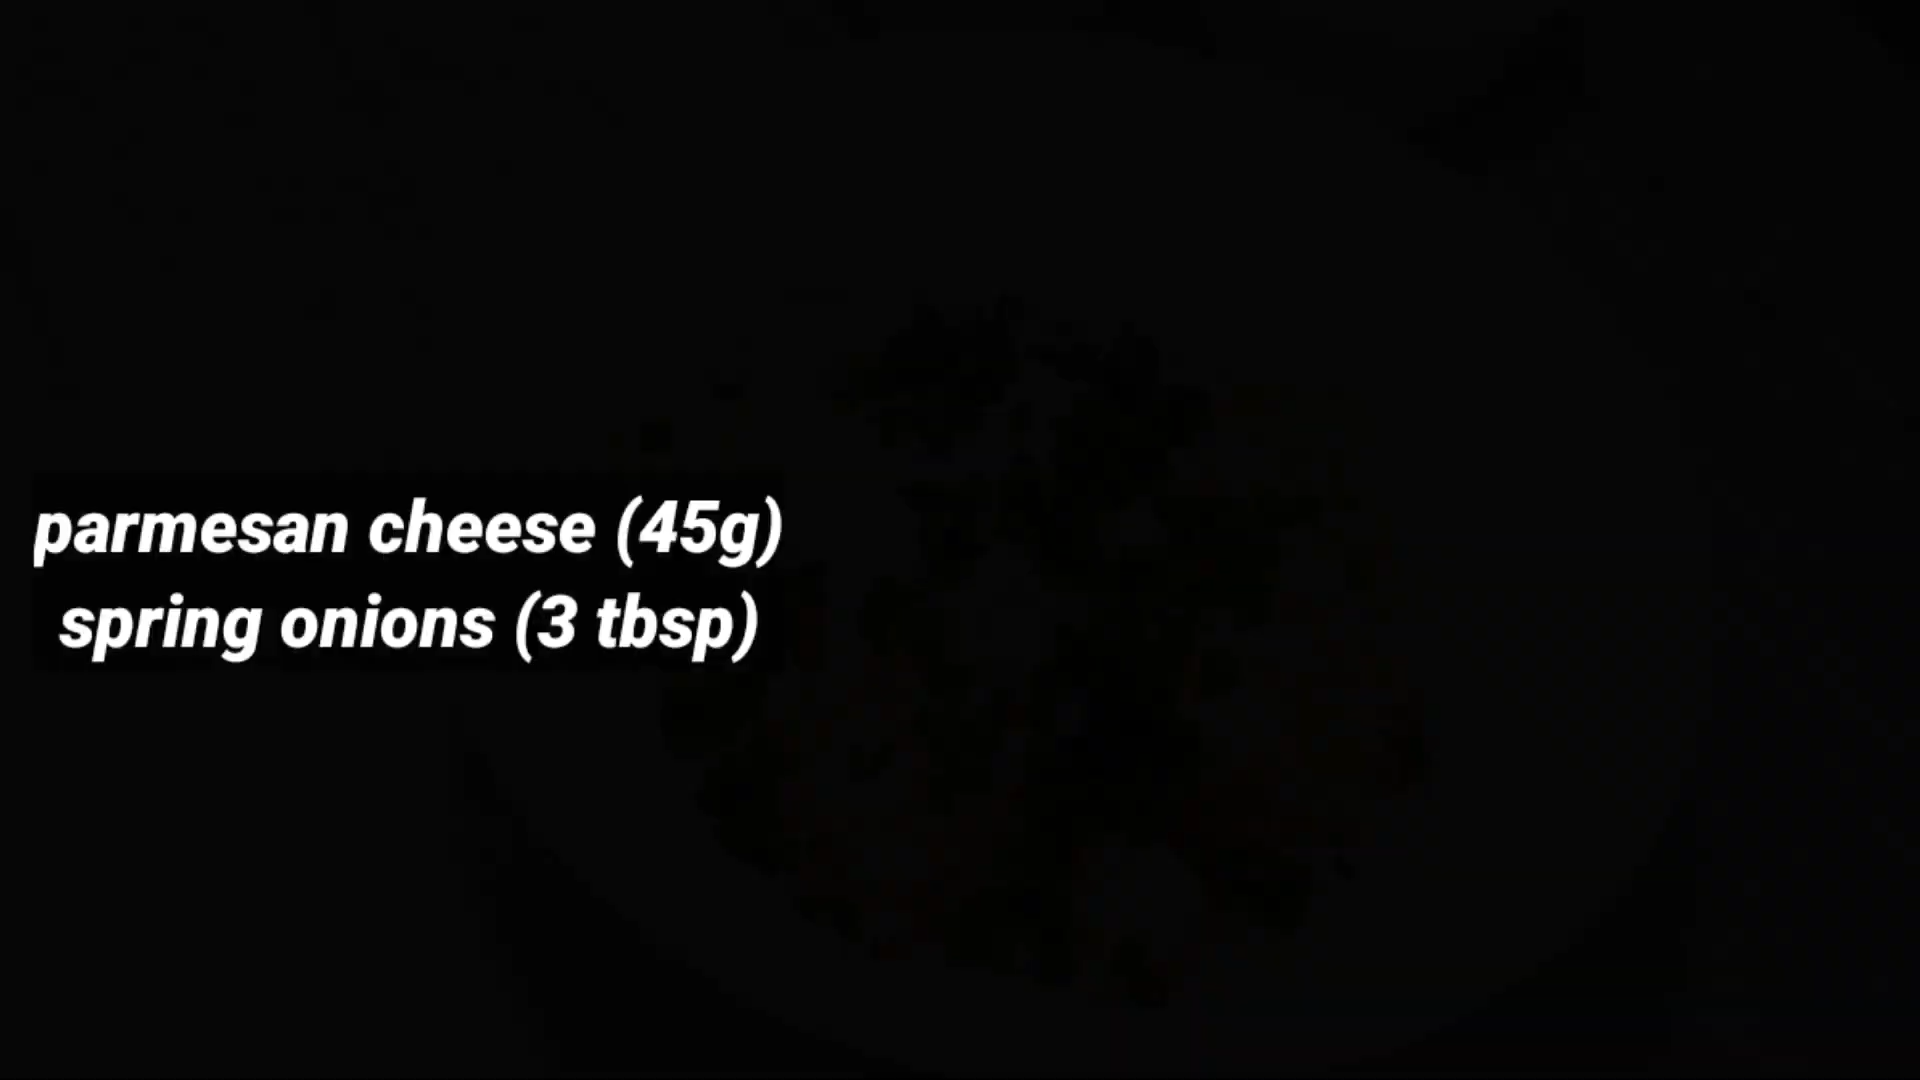 parmesan cheese (45g)
spring onions (3 tbsp)